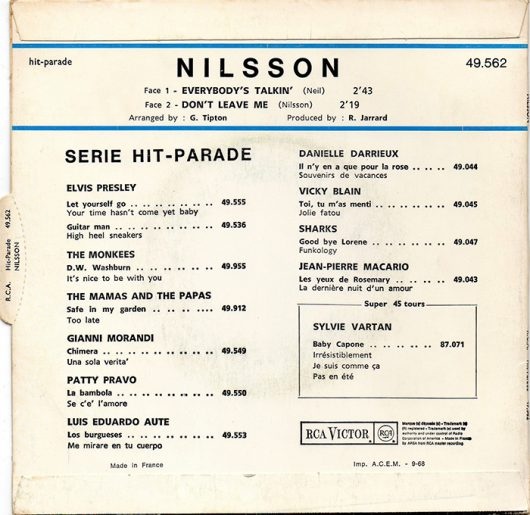 hit-parade
NILSSON
49.562
Face 1 - EVERYBODY'S TALKIN' (Neil) 2'43
Face 2 - DON'T LEAVE ME (Nilsson) 2'19
Arranged by : G. Tipton Produced by : R. Jarrard
SERIE HIT-PARADE
ELVIS PRESLEY
Let yourself go .................. 49.555
Your time hasn't come yet baby
Guitar man .................. 49.536
High heel sneakers
THE MONKEES
D.W. Washburn .................. 49.955
It's nice to be with you
THE MAMAS AND THE PAPAS
Safe in my garden .................. 49.912
Too late
GIANNI MORANDI
Chimera .................. 49.549
Una sola verita'
PATTY PRAVO
La bambola .................. 49.550
Se c'e' l'amore
LUIS EDUARDO AUTE
Los burgueses .................. 49.553
Me mirare en tu cuerpo
Made in France
DANIELLE DARRIEUX
Il n'y en a que pour la rose ...... 49.044
Souvenirs de vacances
VICKY BLAIN
Toi, tu m'as menti .............. 49.045
Jolie fatou
SHARKS
Good bye Lorene .............. 49.047
Funkology
JEAN-PIERRE MACARIO
Les yeux de Rosemary .......... 49.043
La dernière nuit d'un amour
Super 45 tours
SYLVIE VARTAN
Baby Capone .............. 87.071
Irrésistiblement
Je suis comme ça
Pas en été
RCA VICTOR
RCA
Imp. A.C.E.M. - 9-68
R.C.A. Hit-Parade 49.562
NILSSON